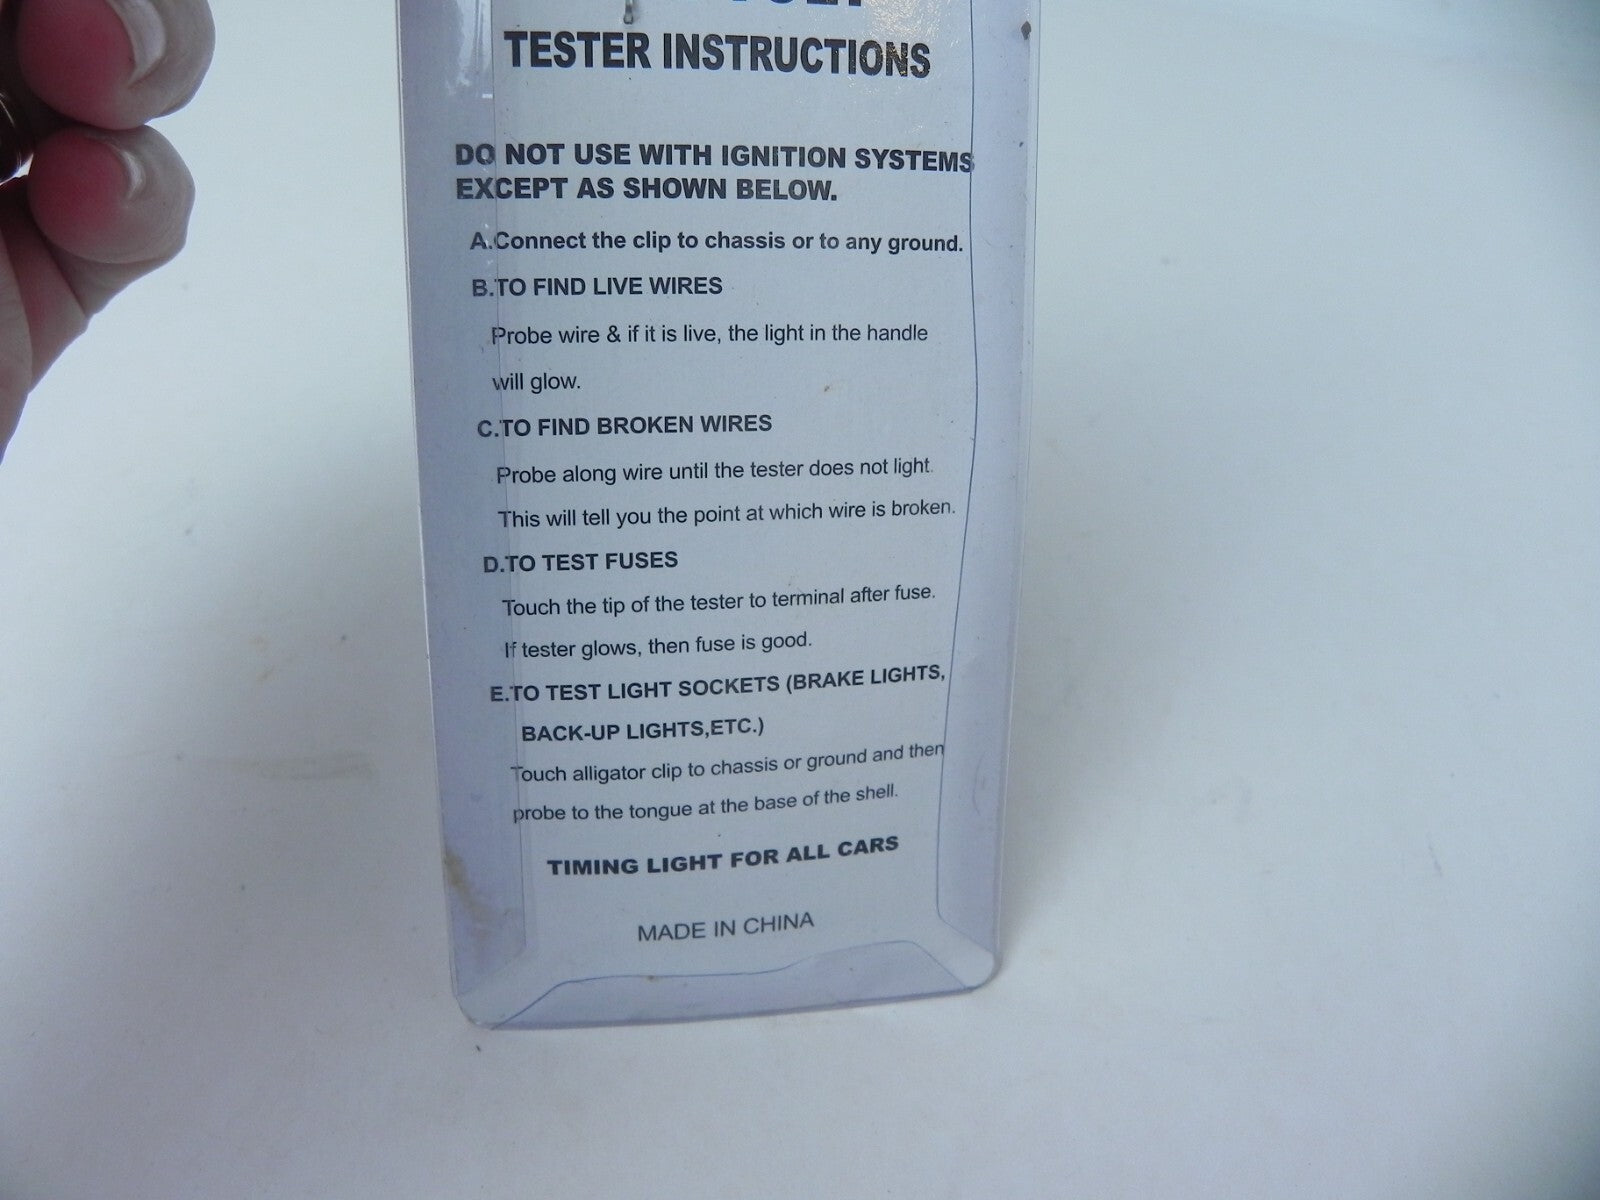 TESTER INSTRUCTIONS
DO NOT USE WITH IGNITION SYSTEMS
EXCEPT AS SHOWN BELOW.
A.Connect the clip to chassis or to any ground.
B.TO FIND LIVE WIRES
Probe wire & if it is live, the light in the handle
will glow.
C.TO FIND BROKEN WIRES
Probe along wire until the tester does not light.
This will tell you the point at which wire is broken.
D.TO TEST FUSES
Touch the tip of the tester to terminal after fuse.
If tester glows, then fuse is good.
E.TO TEST LIGHT SOCKETS (BRAKE LIGHTS,
BACK-UP LIGHTS,ETC.)
Touch alligator clip to chassis or ground and then
probe to the tongue at the base of the shell.
TIMING LIGHT FOR ALL CARS
MADE IN CHINA